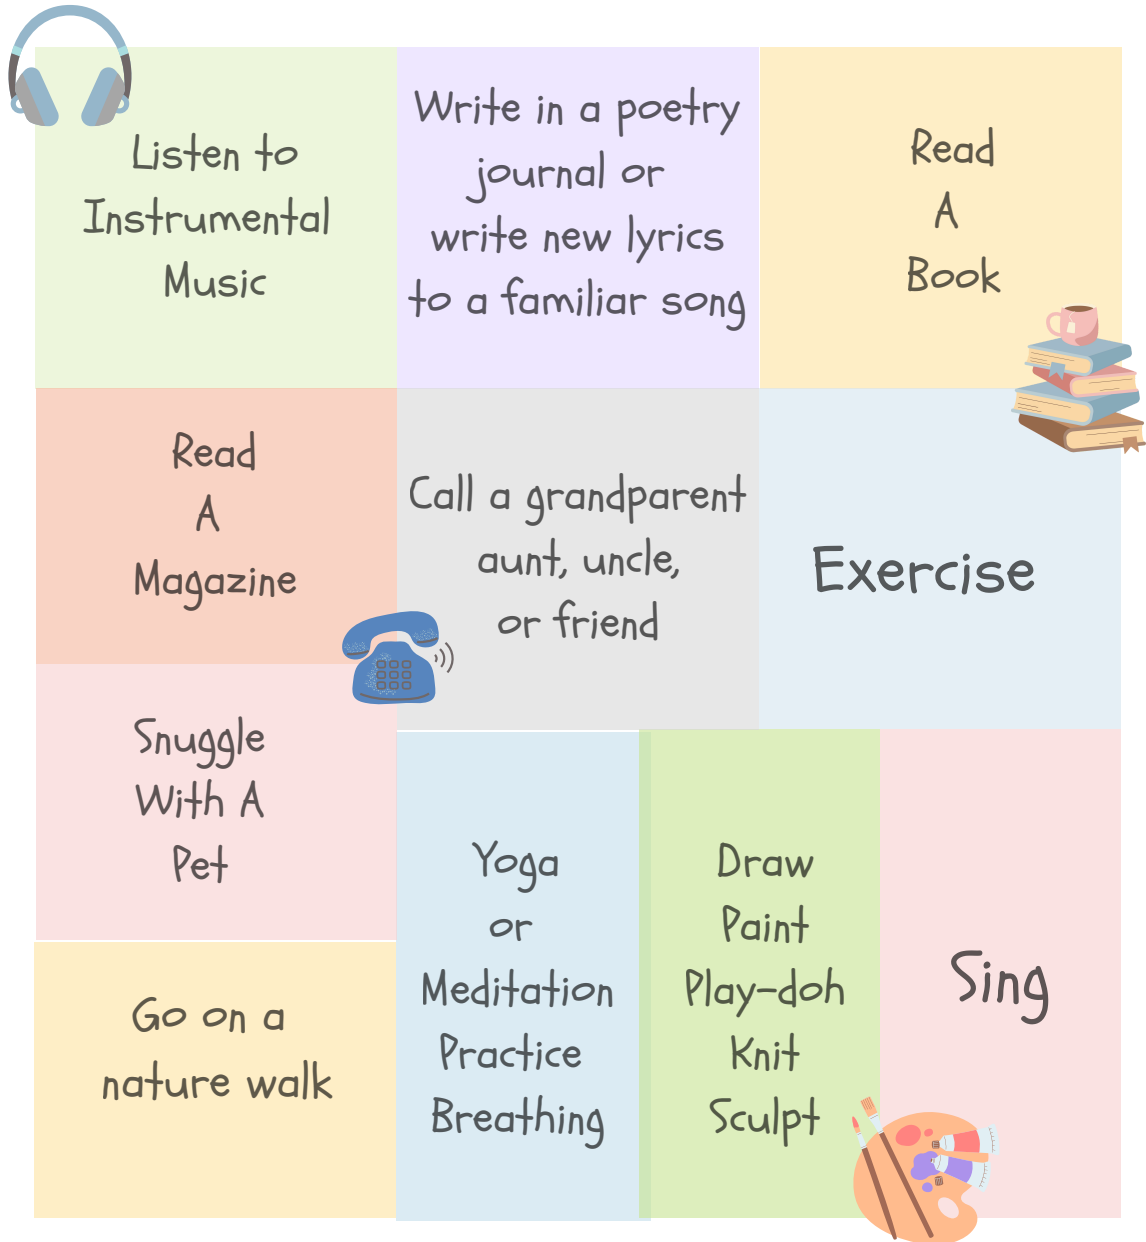 Listen to
Instrumental
Music
Write in a poetry
journal or
write new lyrics
to a familiar song
Read
A
Book
Read
A
Magazine
Call a grandparent
aunt, uncle,
or friend
Exercise
Snuggle
With A
Pet
Go on a
nature walk
Yoga
or
Meditation
Practice
Breathing
Draw
Paint
Play-doh
Knit
Sculpt
Sing